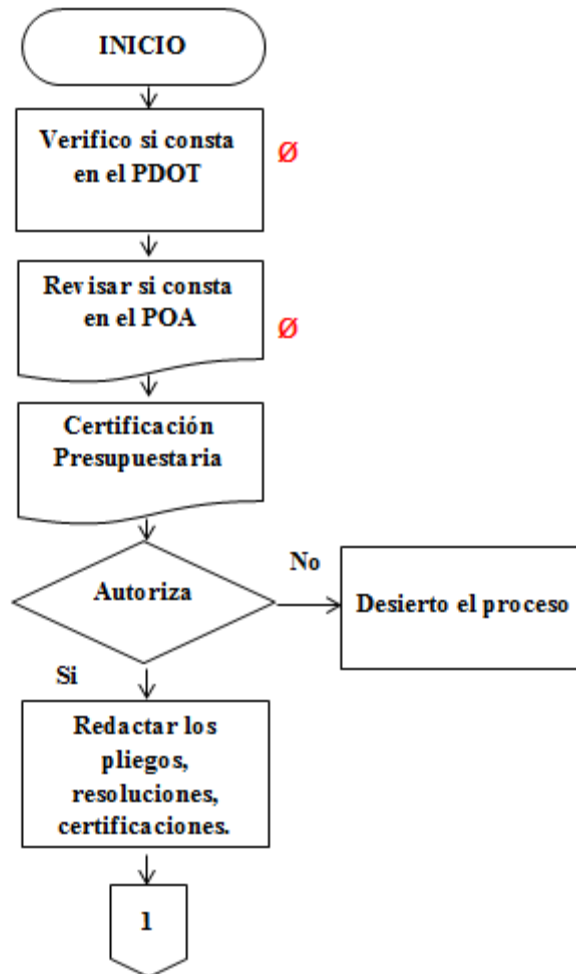 INICIO
Verifico si consta
en el PDOT
Ø
Revisar si consta
en el POA
Ø
Certificación
Presupuestaria
Autoriza
No
Desierto el proceso
Si
Redactar los
pliegos,
resoluciones,
certificaciones.
1